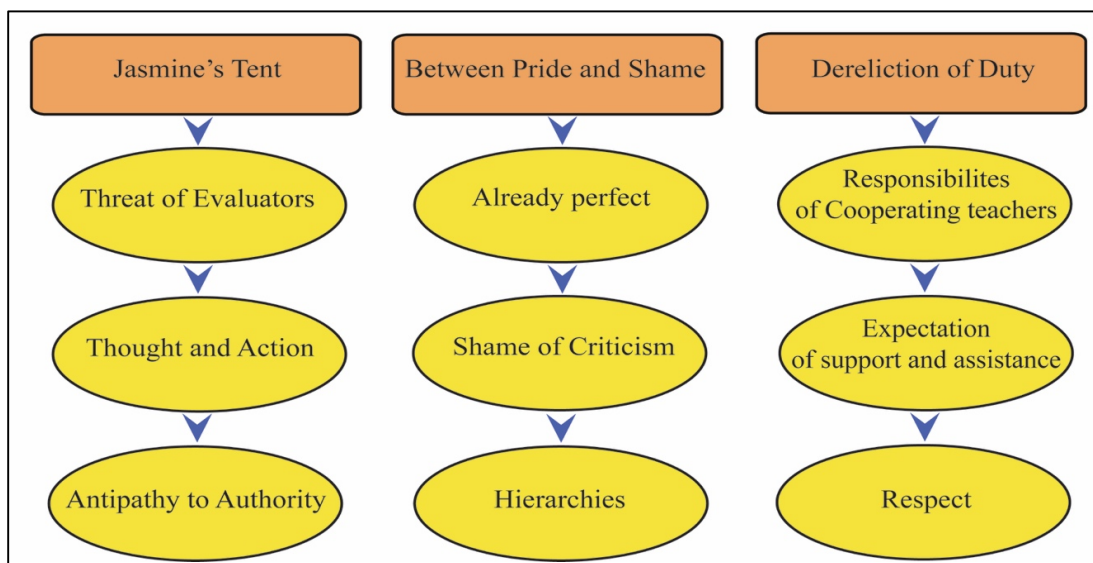 Jasmine’s Tent
Between Pride and Shame
Dereliction of Duty
Threat of Evaluators
Already perfect
Responsibilites
of Cooperating teachers
Thought and Action
Shame of Criticism
Expectation
of support and assistance
Antipathy to Authority
Hierarchies
Respect